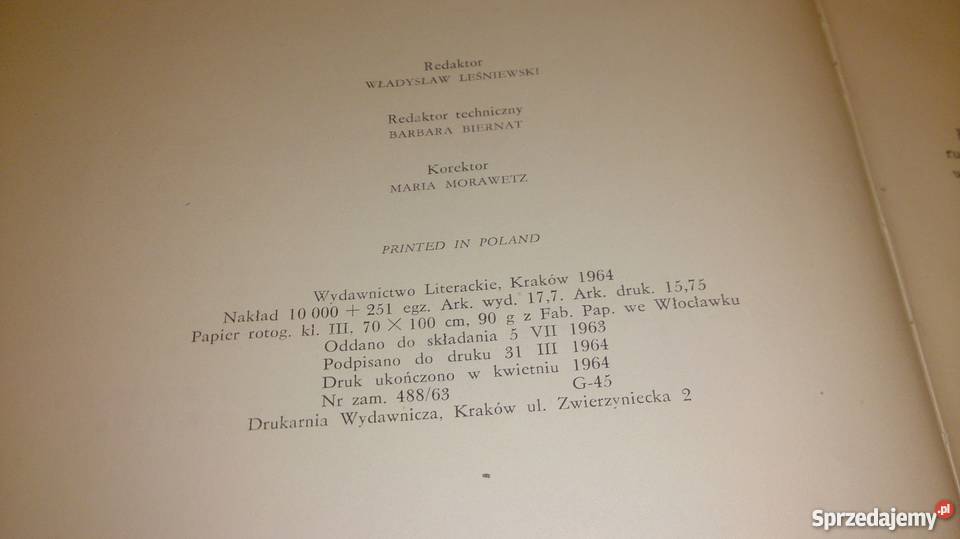 Redaktor
WŁADYSŁAW LEŚNIEWSKI
Redaktor techniczny
BARBARA BIERNAT
Korektor
MARIA MORAWETZ
PRINTED IN POLAND
Wydawnictwo Literackie, Kraków 1964
Nakład 10 000 + 251 egz. Ark. wyd. 17,7. Ark. druk. 15,75
Papier rotog. kl. III, 70 × 100 cm, 90 g z Fab. Pap. we Włocławku
Oddano do składania 5 VII 1963
Podpisano do druku 31 III 1964
Druk ukończono w kwietniu 1964
Nr zam. 488/63 G-45
Drukarnia Wydawnicza, Kraków ul. Zwierzyniecka 2
Sprzedajemy.pl